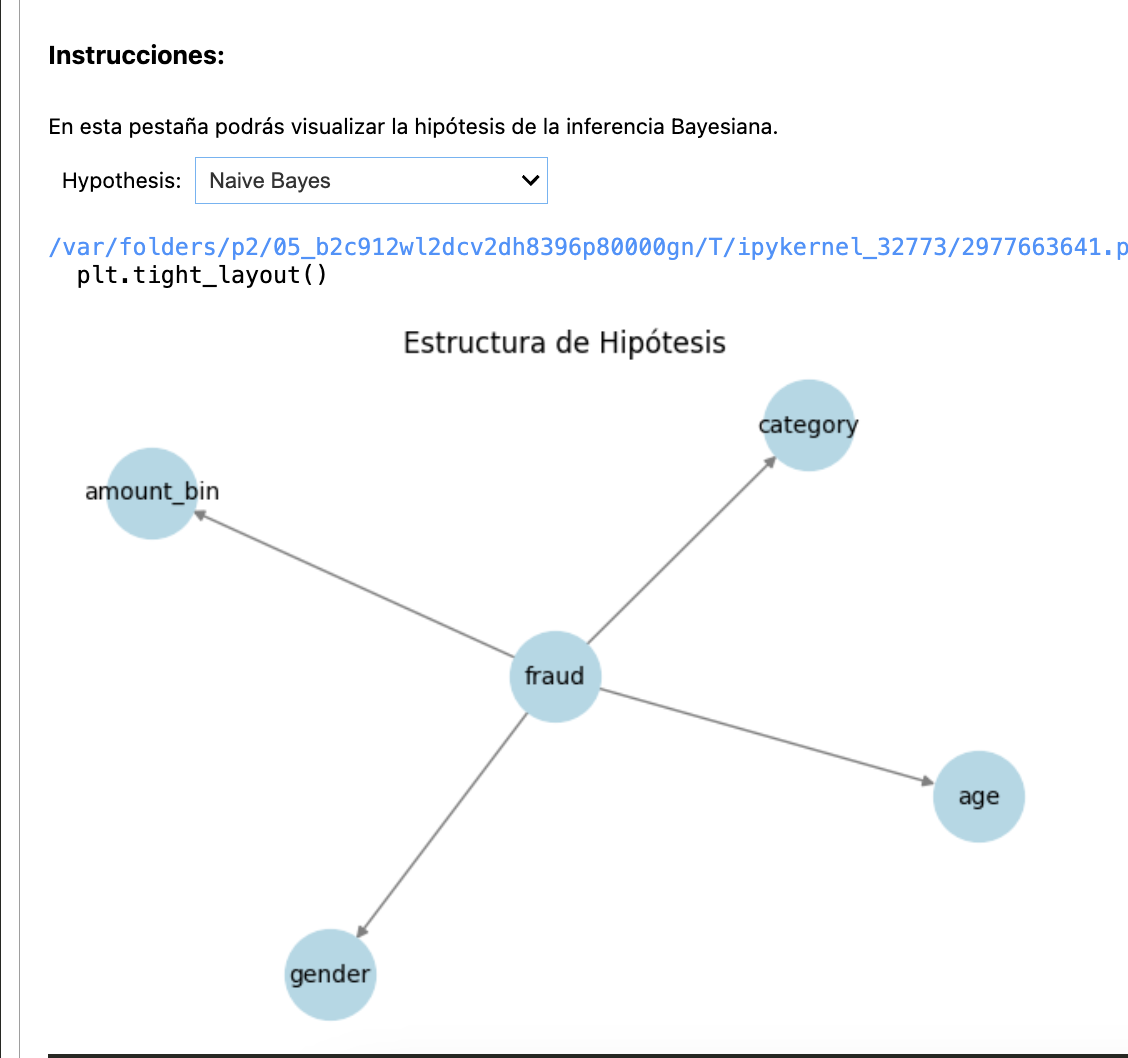 Instrucciones:
En esta pestaña podrás visualizar la hipótesis de la inferencia Bayesiana.
Hypothesis: Naive Bayes
/var/folders/p2/05_b2c912wl2dcv2dh8396p80000gn/T/ipykernel_32773/2977663641.p
plt.tight_layout()
Estructura de Hipótesis
category
amount_bin
fraud
age
gender